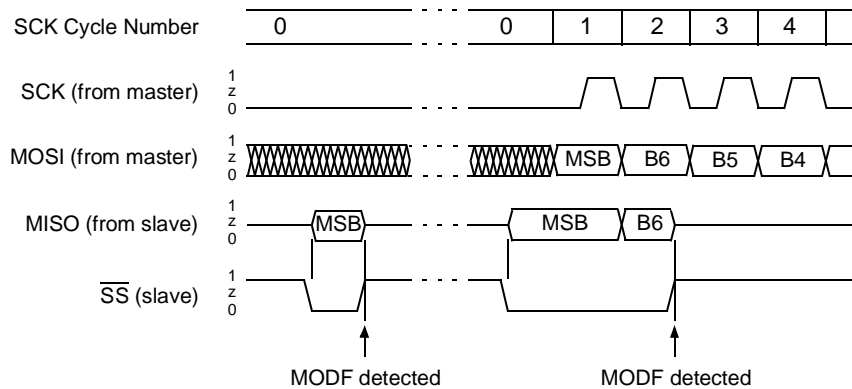 SCK Cycle Number 0 0 1 2 3 4
SCK (from master) 1 z 0
MOSI (from master) 1 z 0 MSB B6 B5 B4
MISO (from slave) 1 z 0 MSB MSB B6
SS (slave) 1 z 0
MODF detected MODF detected